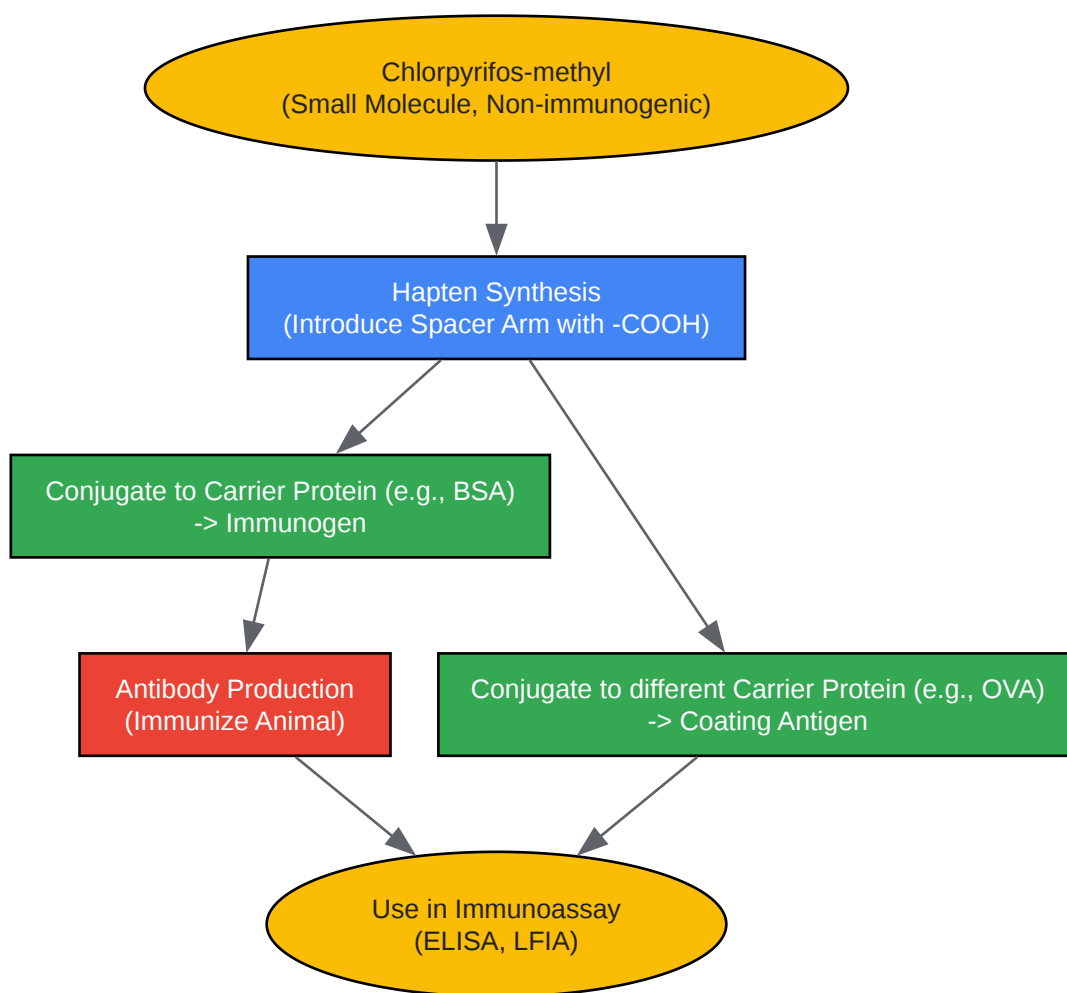 Chlorpyrifos-methyl
(Small Molecule, Non-immunogenic)
Hapten Synthesis
(Introduce Spacer Arm with -COOH)
Conjugate to Carrier Protein (e.g., BSA)
-> Immunogen
Antibody Production
(Immunize Animal)
Conjugate to different Carrier Protein (e.g., OVA)
-> Coating Antigen
Use in Immunoassay
(ELISA, LFIA)